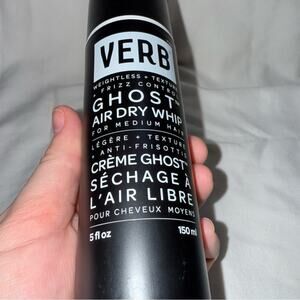 VERB
WEIGHTLESS + TEXTURE
+ FRIZZ CONTROL
GHOST
AIR DRY WHIP
FOR MEDIUM HAIR
LÉGÈRE + TEXTURE
+ ANTI-FRISOTTIS
CRÈME GHOST
SÉCHAGE À
L'AIR LIBRE
POUR CHEVEUX MOYENS
5 fl oz 150 ml